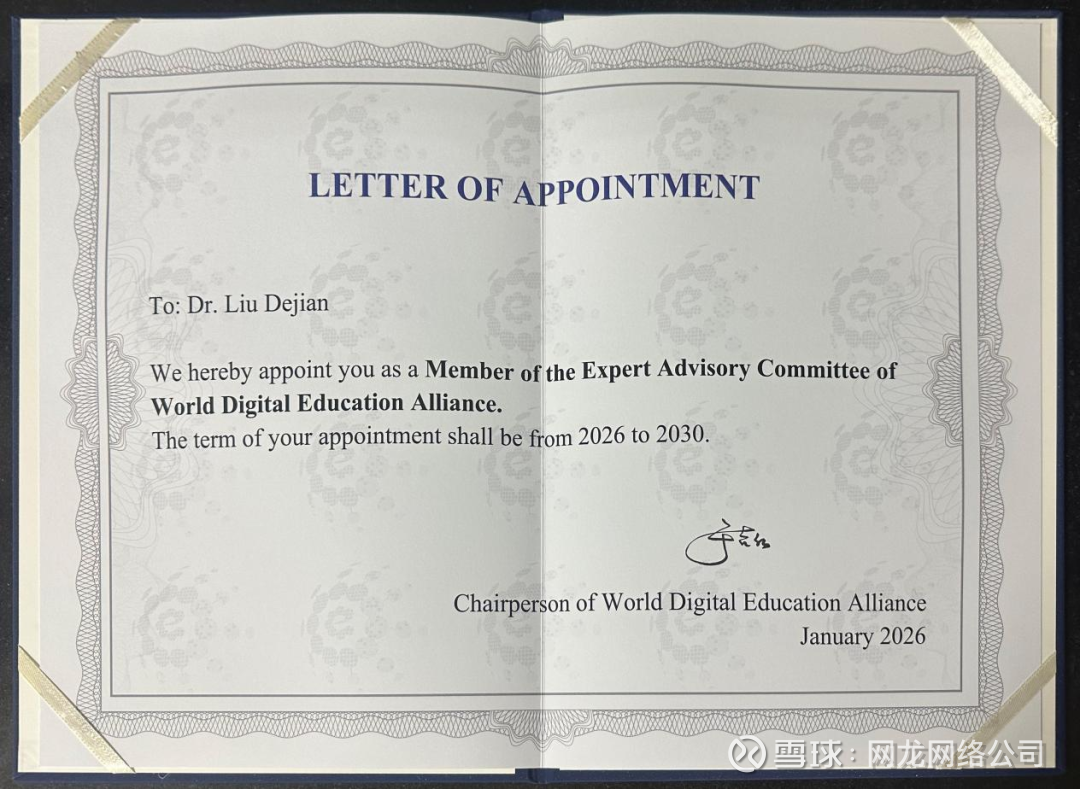 LETTER OF APPOINTMENT
To: Dr. Liu Dejian
We hereby appoint you as a Member of the Expert Advisory Committee of
World Digital Education Alliance.
The term of your appointment shall be from 2026 to 2030.
Chairperson of World Digital Education Alliance
January 2026
雪球：网龙网络公司